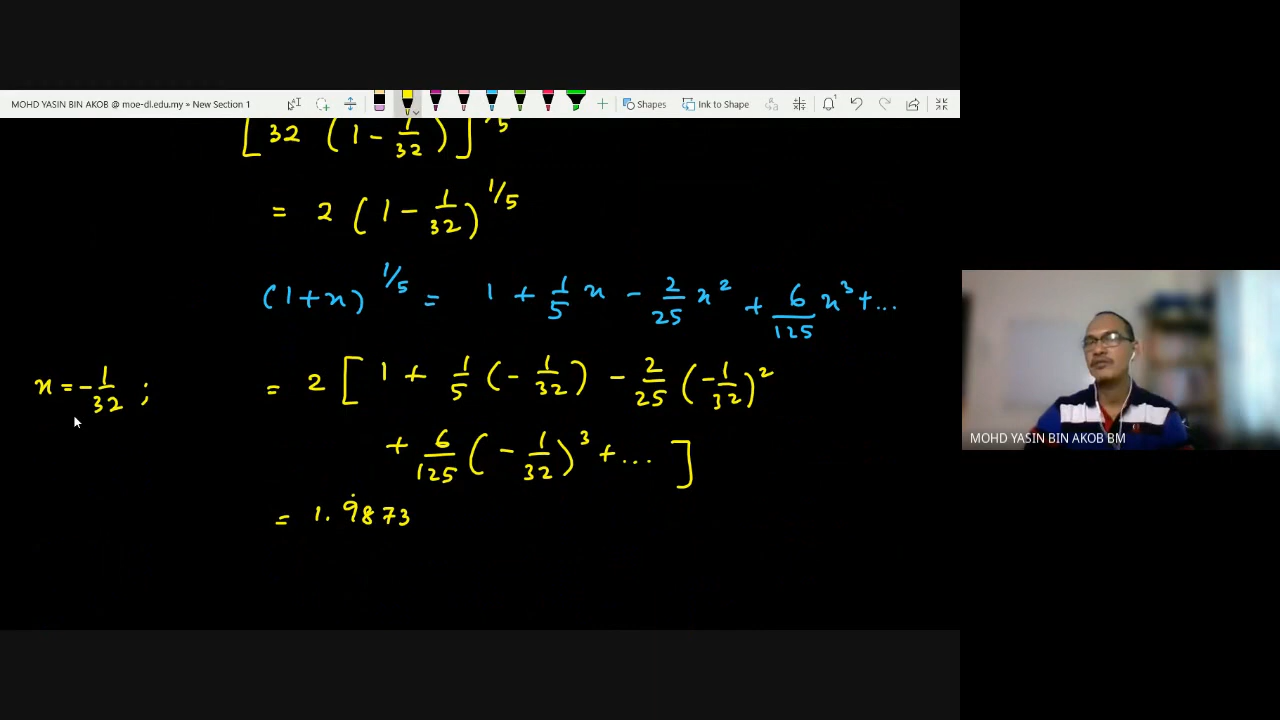 MOHD YASIN BIN AKOB @ moe-dl.edu.my » New Section 1
Shapes
Ink to Shape
[32 (1 - 1/32)]^1/5
= 2 (1 - 1/32)^1/5
(1+x)^1/5 = 1 + 1/5 x - 2/25 x² + 6/125 x³ + ...
x = -1/32 ; = 2 [ 1 + 1/5 (-1/32) - 2/25 (-1/32)²
+ 6/125 (-1/32)³ + ... ]
= 1.9873
MOHD YASIN BIN AKOB BM